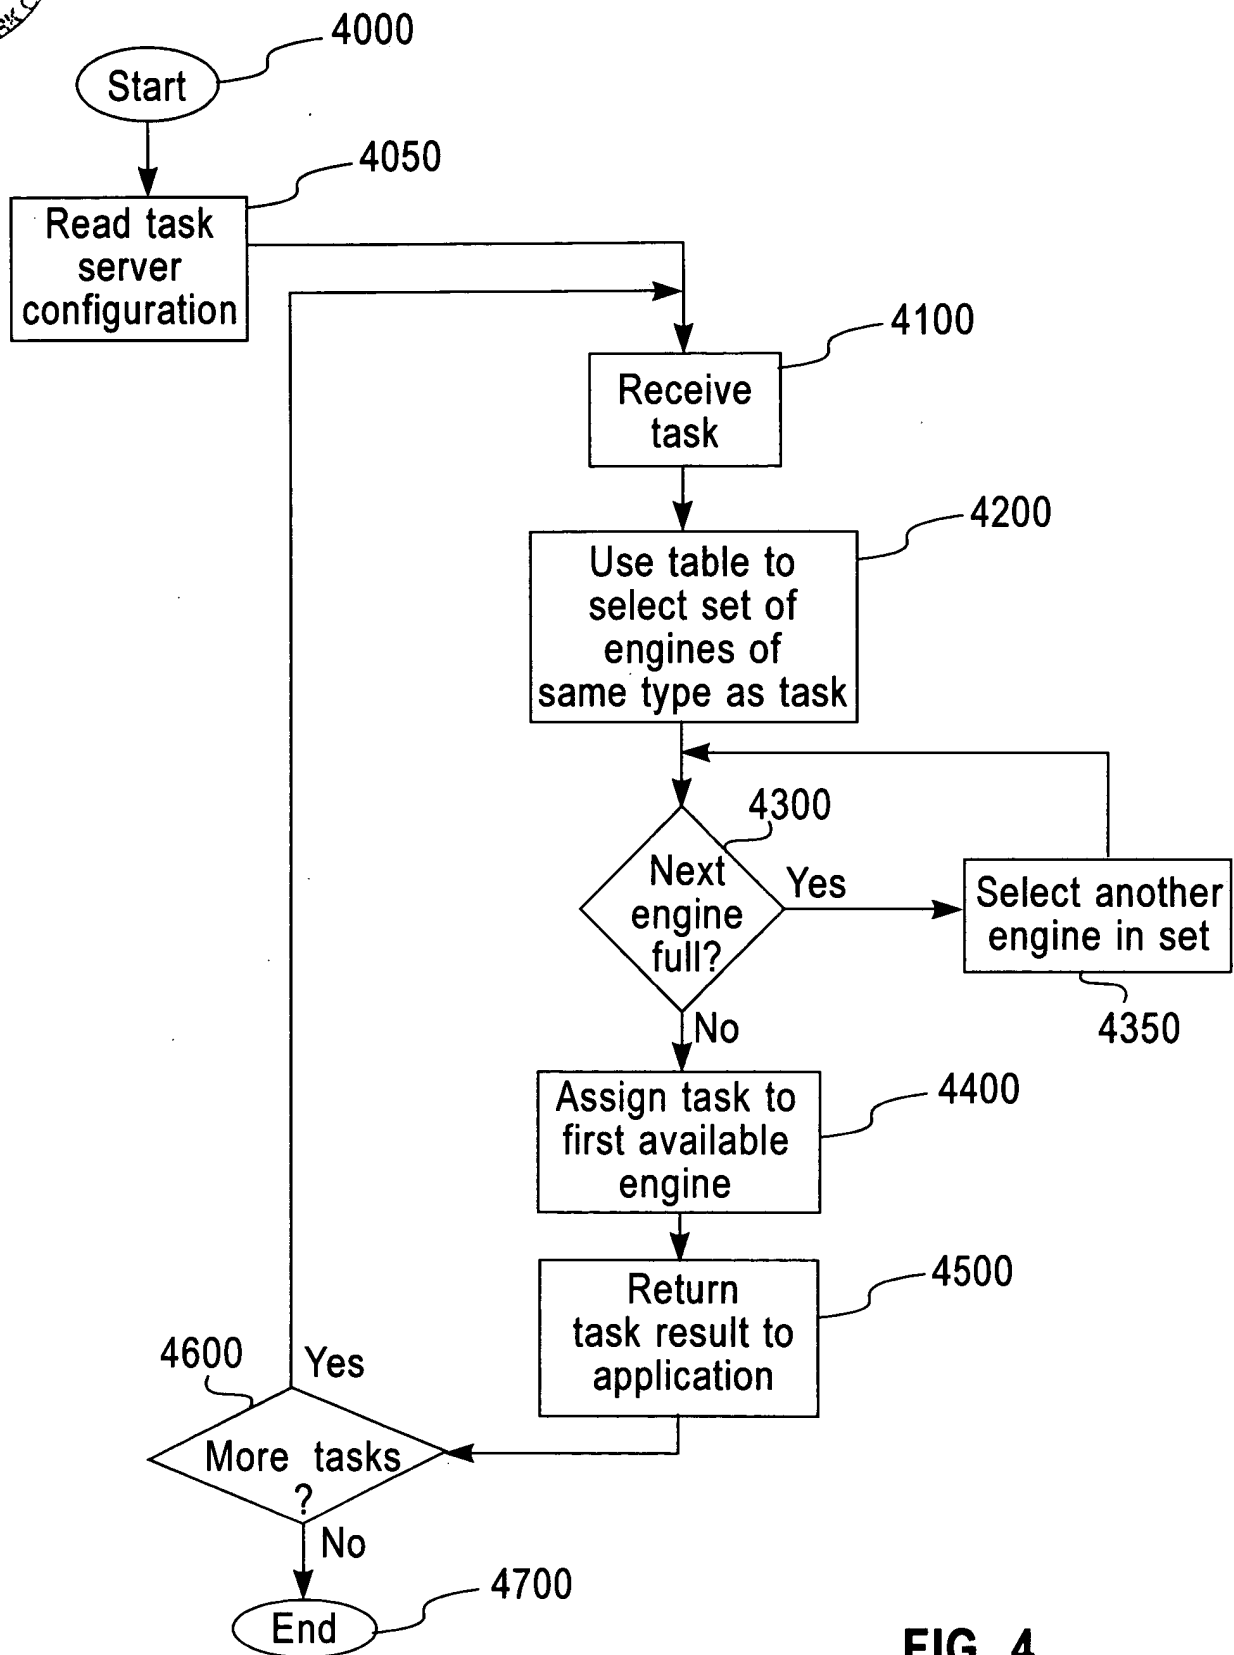 4000
Start
4050
Read task
server
configuration
4100
Receive
task
4200
Use table to
select set of
engines of
same type as task
4300
Next
engine
full?
Yes
Select another
engine in set
4350
No
Assign task to
first available
engine
4400
Return
task result to
application
4500
4600
Yes
More tasks
?
No
4700
End
FIG. 4